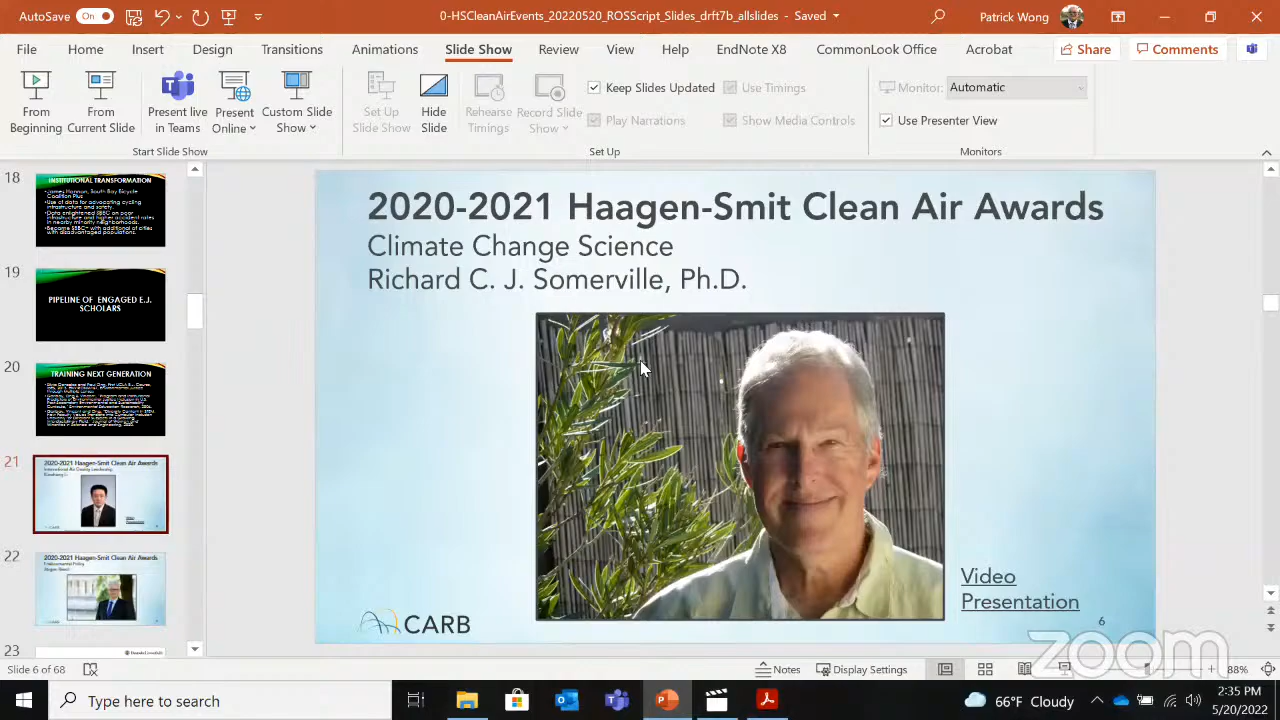 AutoSave On
0-HSCleanAirEvents_20220520_ROSScript_Slides_drft7b_allslides - Saved
Patrick Wong
File Home Insert Design Transitions Animations Slide Show Review View Help EndNote X8 CommonLook Office Acrobat Share Comments
From Beginning
From Current Slide
Present live in Teams
Present Online
Custom Slide Show
Set Up Slide Show
Hide Slide
Rehearse Timings
Record Slide Show
Keep Slides Updated
Play Narrations
Use Timings
Show Media Controls
Monitor: Automatic
Use Presenter View
Start Slide Show
Set Up
Monitors
18
INSTITUTIONAL TRANSFORMATION
19
PIPELINE OF ENGAGED E.J.
SCHOLARS
20
TRAINING NEXT GENERATION
21
2020-2021 Haagen-Smit Clean Air Awards
22
2020-2021 Haagen-Smit Clean Air Awards
23
2020-2021 Haagen-Smit Clean Air Awards
Climate Change Science
Richard C. J. Somerville, Ph.D.
Video
Presentation
CARB
6
zoom
Slide 6 of 68
Notes
Display Settings
88%
Type here to search
66°F Cloudy
:35 PM
5/20/2022